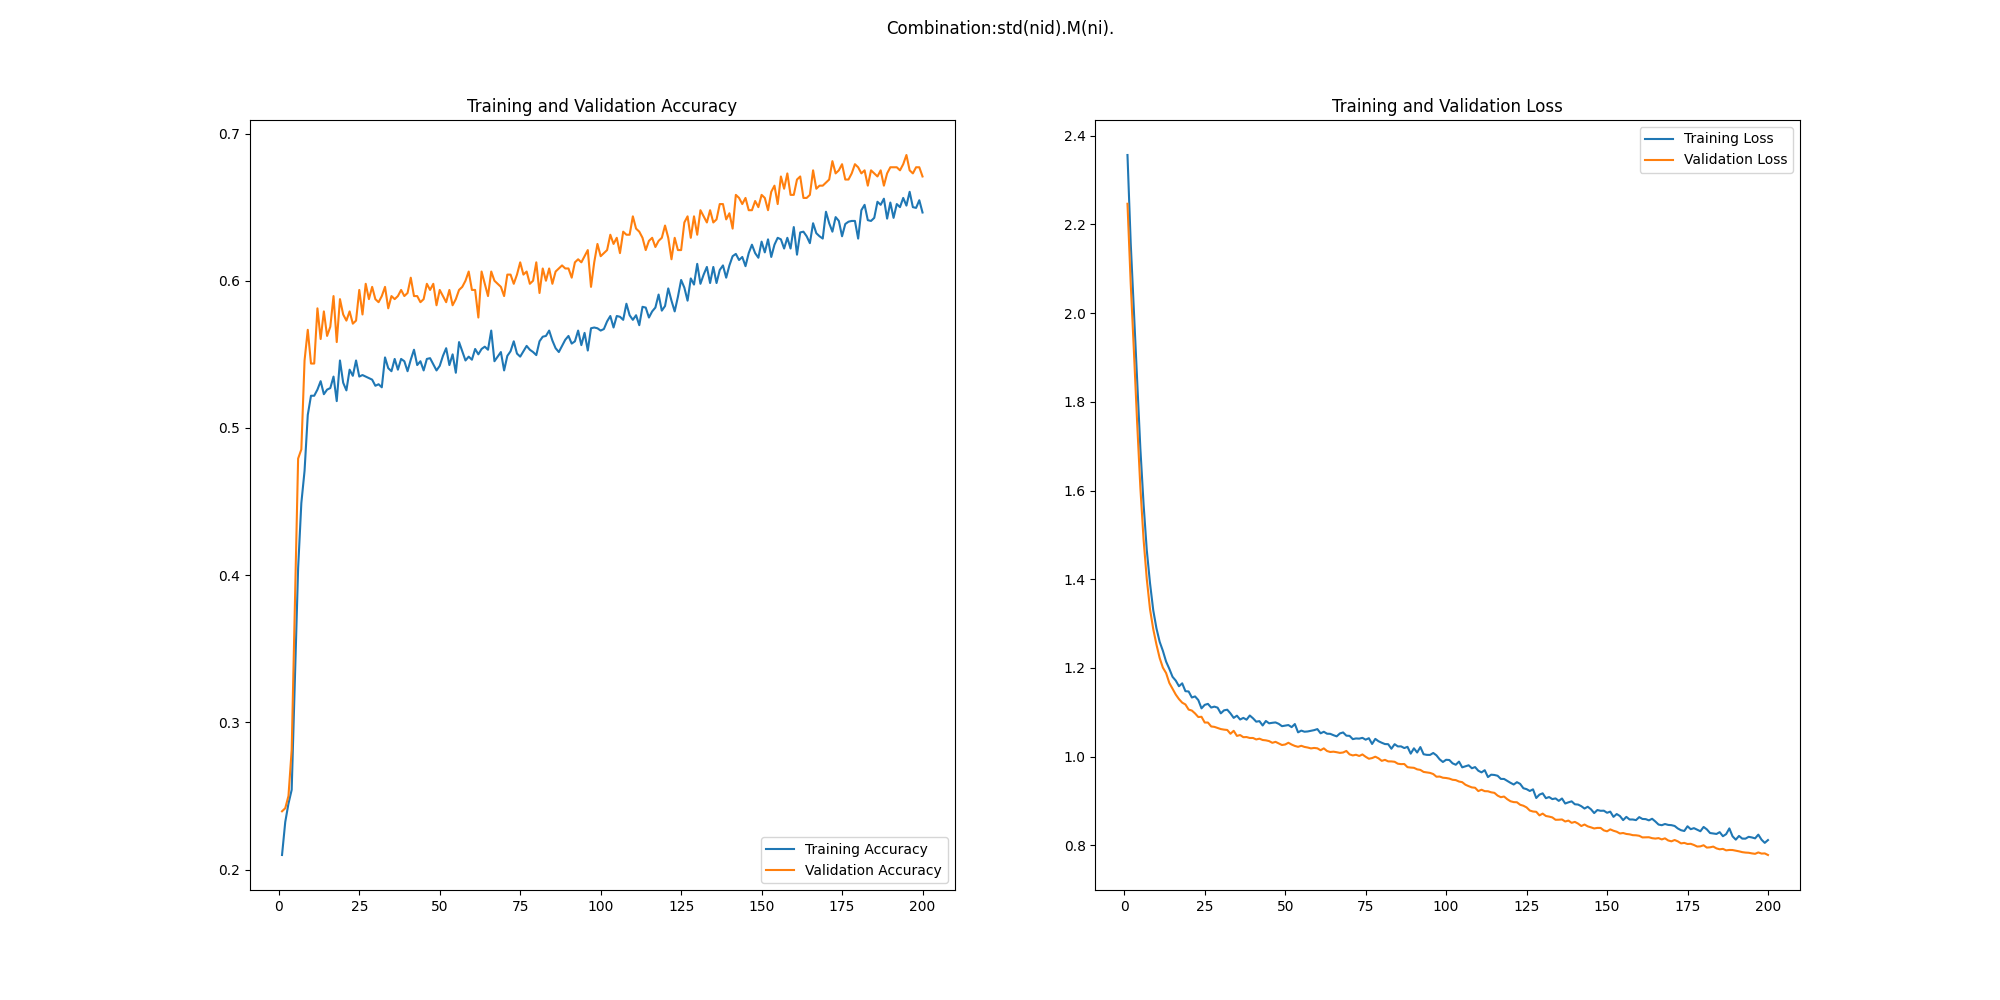 Combination:std(nid).M(ni).
Training and Validation Accuracy
0.7
0.6
0.5
0.4
0.3
0.2
0 25 50 75 100 125 150 175 200
Training Accuracy
Validation Accuracy
Training and Validation Loss
2.4
2.2
2.0
1.8
1.6
1.4
1.2
1.0
0.8
0 25 50 75 100 125 150 175 200
Training Loss
Validation Loss